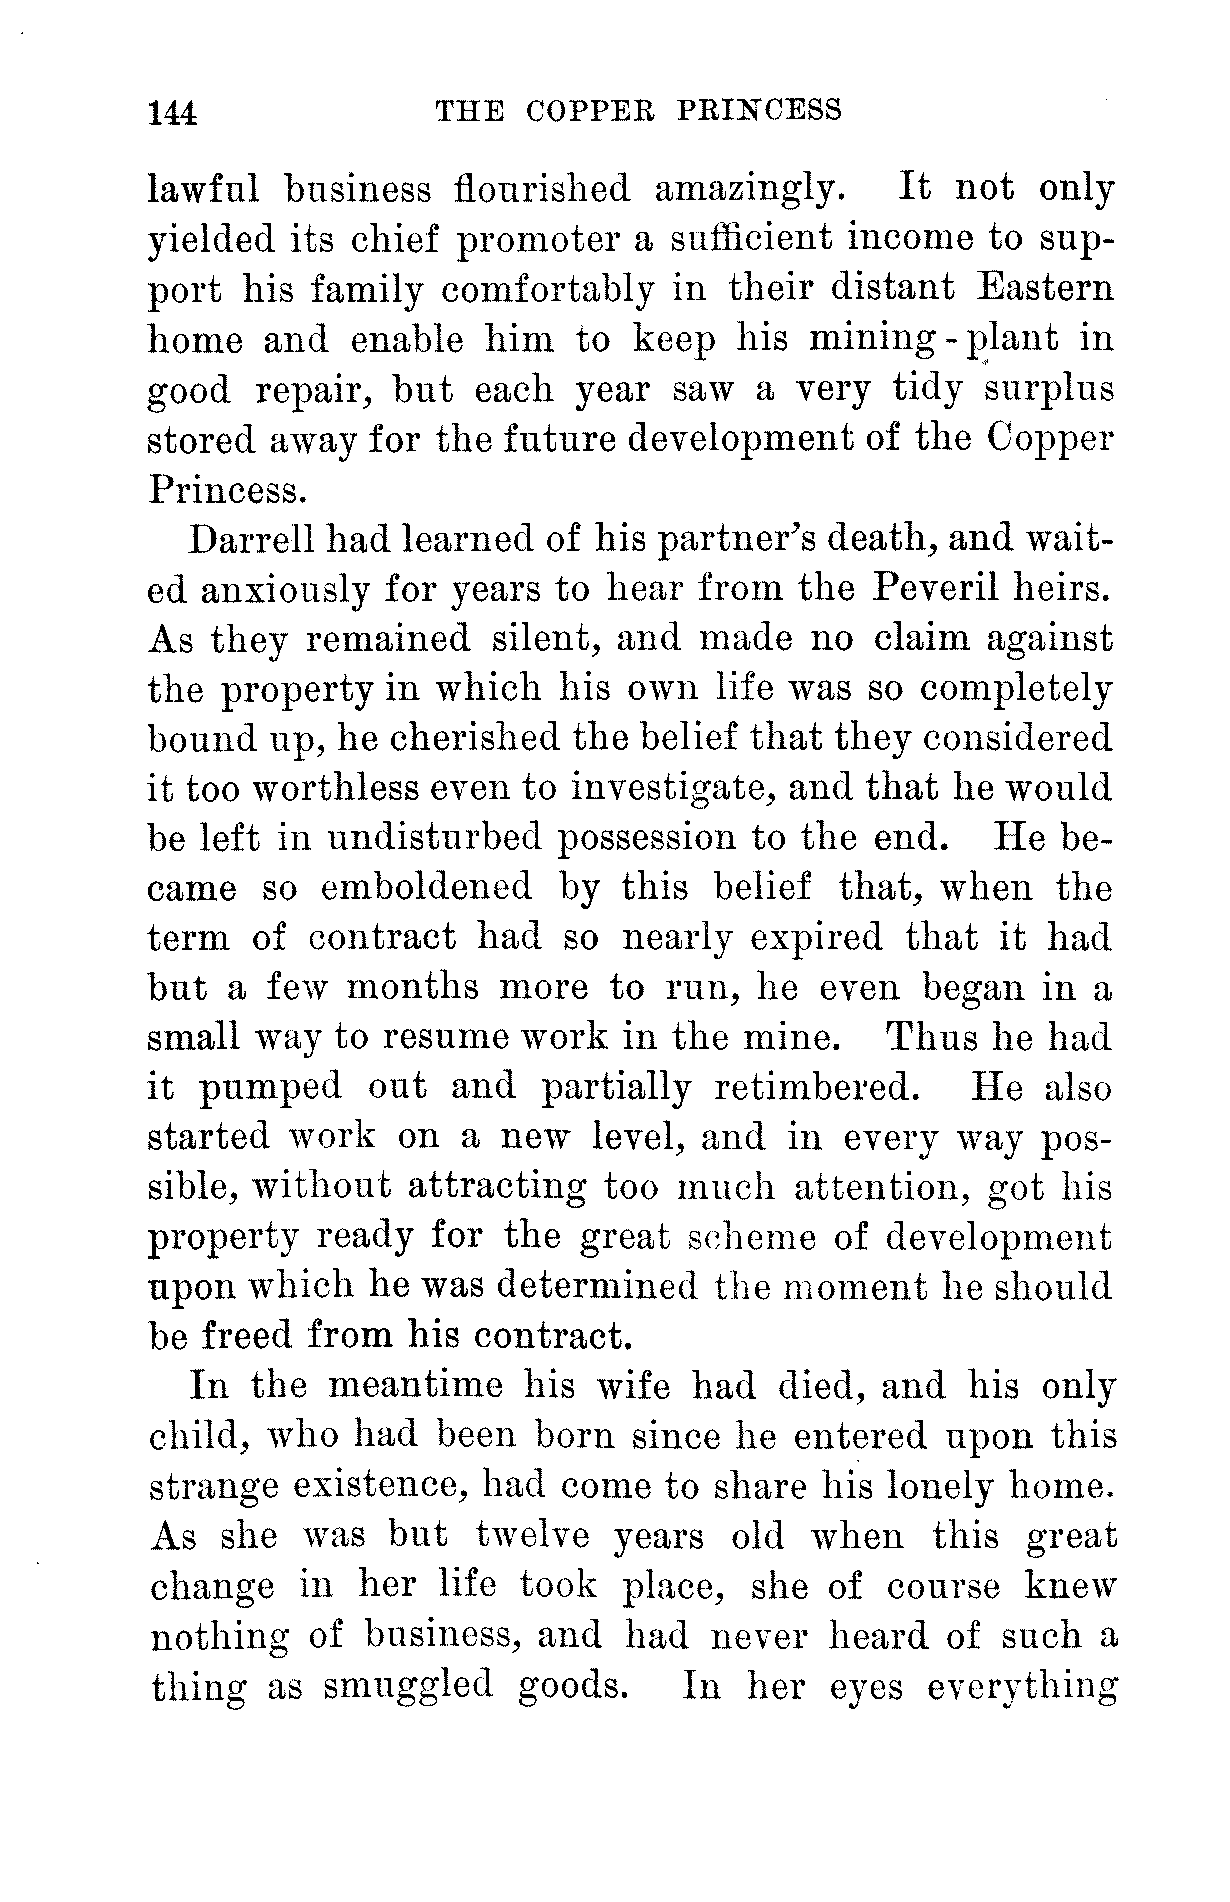 144 THE COPPER PRINCESS
lawful business flourished amazingly. It not only
yielded its chief promoter a sufficient income to sup-
port his family comfortably in their distant Eastern
home and enable him to keep his mining-plant in
good repair, but each year saw a very tidy surplus
stored away for the future development of the Copper
Princess.
Darrell had learned of his partner's death, and wait-
ed anxiously for years to hear from the Peveril heirs.
As they remained silent, and made no claim against
the property in which his own life was so completely
bound up, he cherished the belief that they considered
it too worthless even to investigate, and that he would
be left in undisturbed possession to the end. He be-
came so emboldened by this belief that, when the
term of contract had so nearly expired that it had
but a few months more to run, he even began in a
small way to resume work in the mine. Thus he had
it pumped out and partially retimbered. He also
started work on a new level, and in every way pos-
sible, without attracting too much attention, got his
property ready for the great scheme of development
upon which he was determined the moment he should
be freed from his contract.
In the meantime his wife had died, and his only
child, who had been born since he entered upon this
strange existence, had come to share his lonely home.
As she was but twelve years old when this great
change in her life took place, she of course knew
nothing of business, and had never heard of such a
thing as smuggled goods. In her eyes everything